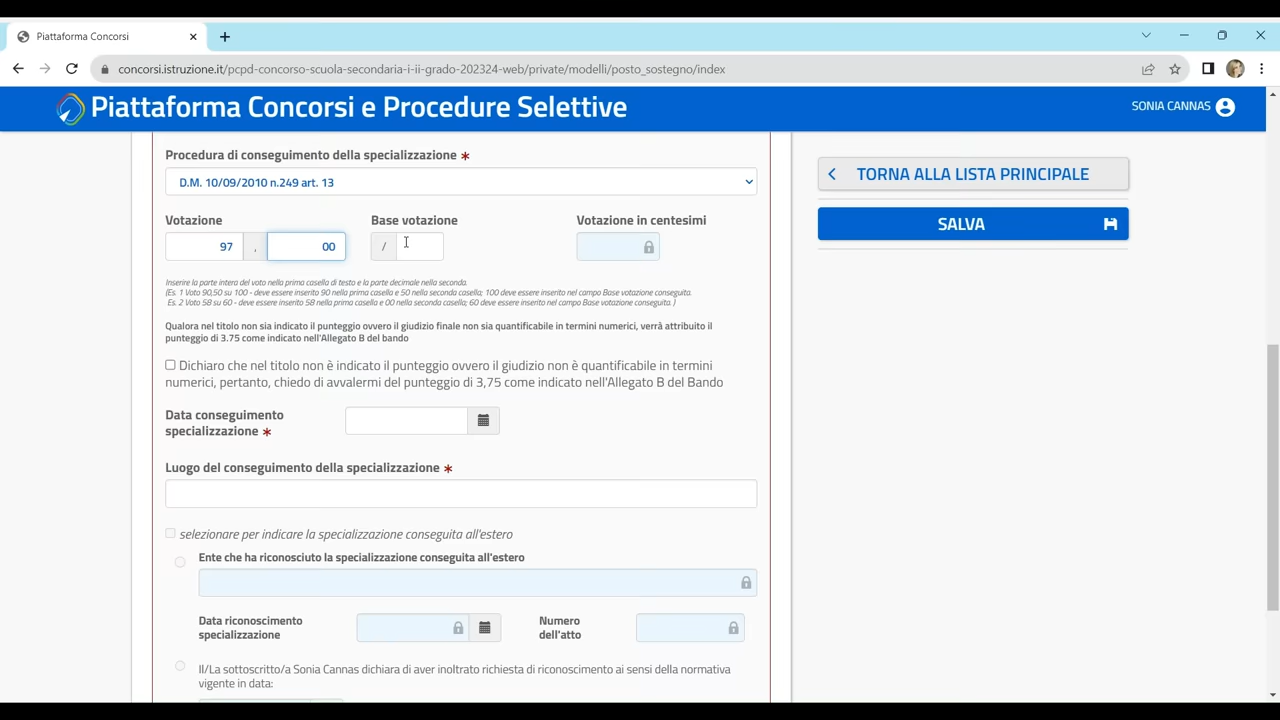 Piattaforma Concorsi
concorsi.istruzione.it/pcpd-concorso-scuola-secondaria-i-ii-grado-202324-web/private/modelli/posto_sostegno/index
Piattaforma Concorsi e Procedure Selettive
SONIA CANNAS
Procedura di conseguimento della specializzazione *
D.M. 10/09/2010 n.249 art. 13
TORNA ALLA LISTA PRINCIPALE
SALVA
Votazione Base votazione Votazione in centesimi
97 , 00 /
Inserire la parte intera del voto nella prima casella di testo e la parte decimale nella seconda.
(Es. 1 Voto 90,50 su 100 - deve essere inserito 90 nella prima casella e 50 nella seconda casella; 100 deve essere inserito nel campo Base votazione conseguita.
Es. 2 Voto 58 su 60 - deve essere inserito 58 nella prima casella e 00 nella seconda casella; 60 deve essere inserito nel campo Base votazione conseguita. )
Qualora nel titolo non sia indicato il punteggio ovvero il giudizio finale non sia quantificabile in termini numerici, verrà attribuito il
punteggio di 3.75 come indicato nell'Allegato B del bando
Dichiaro che nel titolo non è indicato il punteggio ovvero il giudizio non è quantificabile in termini
numerici, pertanto, chiedo di avvalermi del punteggio di 3,75 come indicato nell'Allegato B del Bando
Data conseguimento
specializzazione *
Luogo del conseguimento della specializzazione *
selezionare per indicare la specializzazione conseguita all'estero
Ente che ha riconosciuto la specializzazione conseguita all'estero
Data riconoscimento
specializzazione
Numero
dell'atto
Il/La sottoscritto/a Sonia Cannas dichiara di aver inoltrato richiesta di riconoscimento ai sensi della normativa
vigente in data: